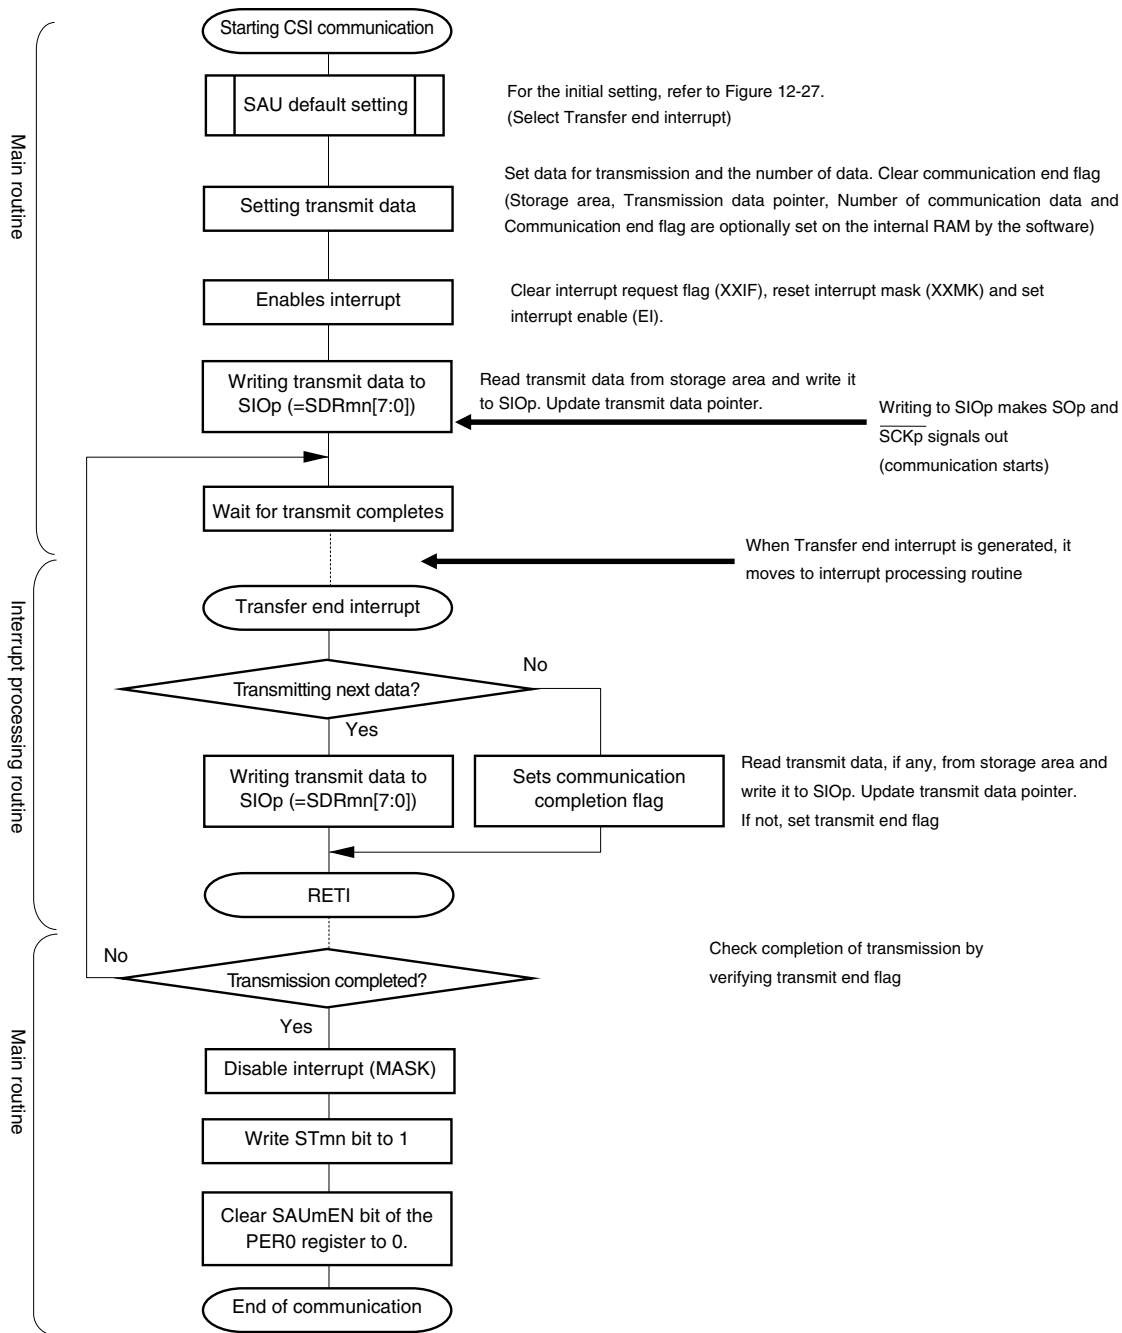 Starting CSI communication
SAU default setting
For the initial setting, refer to Figure 12-27.
(Select Transfer end interrupt)
Main routine
Setting transmit data
Set data for transmission and the number of data. Clear communication end flag
(Storage area, Transmission data pointer, Number of communication data and
Communication end flag are optionally set on the internal RAM by the software)
Enables interrupt
Clear interrupt request flag (XXIF), reset interrupt mask (XXMK) and set
interrupt enable (EI).
Writing transmit data to
SIOp (=SDRmn[7:0])
Read transmit data from storage area and write it
to SIOp. Update transmit data pointer.
Writing to SIOp makes SOp and
SCKp signals out
(communication starts)
Wait for transmit completes
When Transfer end interrupt is generated, it
moves to interrupt processing routine
Interrupt processing routine
Transfer end interrupt
No
Transmitting next data?
Yes
Writing transmit data to
SIOp (=SDRmn[7:0])
Sets communication
completion flag
Read transmit data, if any, from storage area and
write it to SIOp. Update transmit data pointer.
If not, set transmit end flag
RETI
No
Transmission completed?
Check completion of transmission by
verifying transmit end flag
Yes
Main routine
Disable interrupt (MASK)
Write STmn bit to 1
Clear SAUmEN bit of the
PER0 register to 0.
End of communication